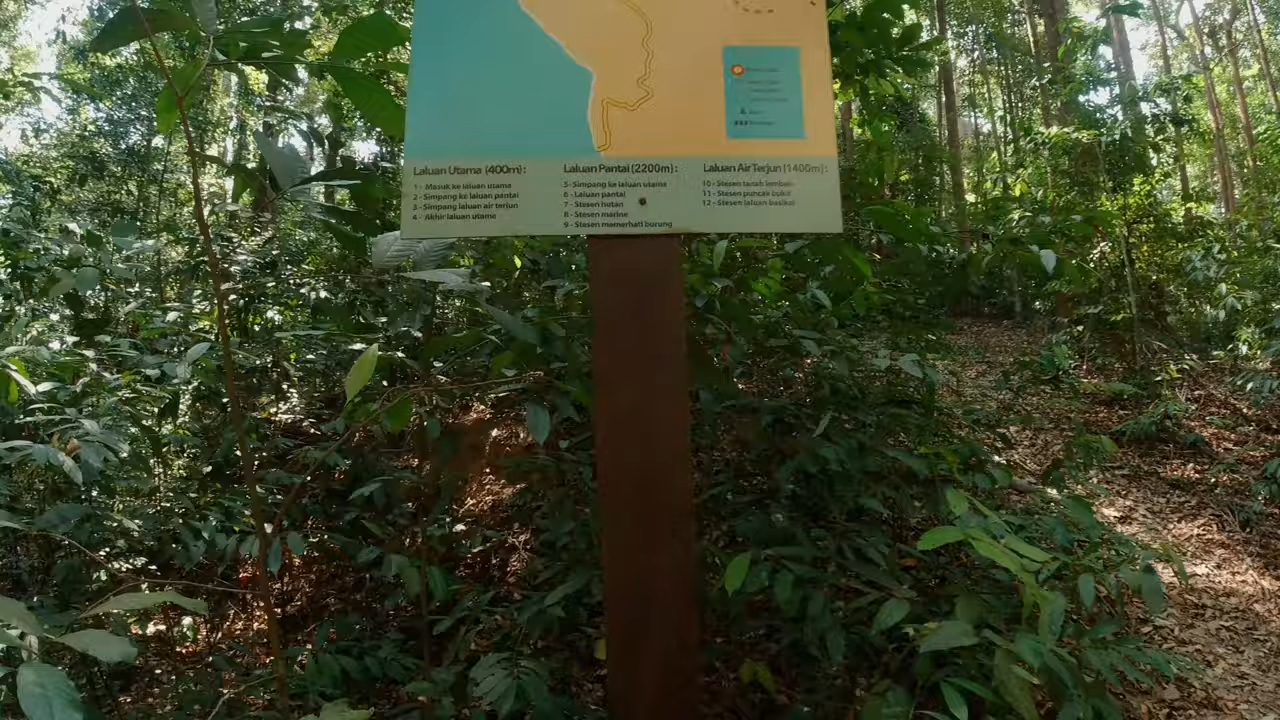 Laluan Utama (400m):
1 - Masuk ke laluan utama
2 - Simpang ke laluan pantai
3 - Simpang laluan air terjun
4 - Akhir laluan utama
Laluan Pantai (2200m):
5 - Simpang ke laluan utama
6 - Laluan pantai
7 - Stesen hutan
8 - Stesen marine
9 - Stesen memerhati burung
Laluan Air Terjun (1400m):
10 - Stesen tanah lembah
11 - Stesen puncak bukit
12 - Stesen laluan basikal